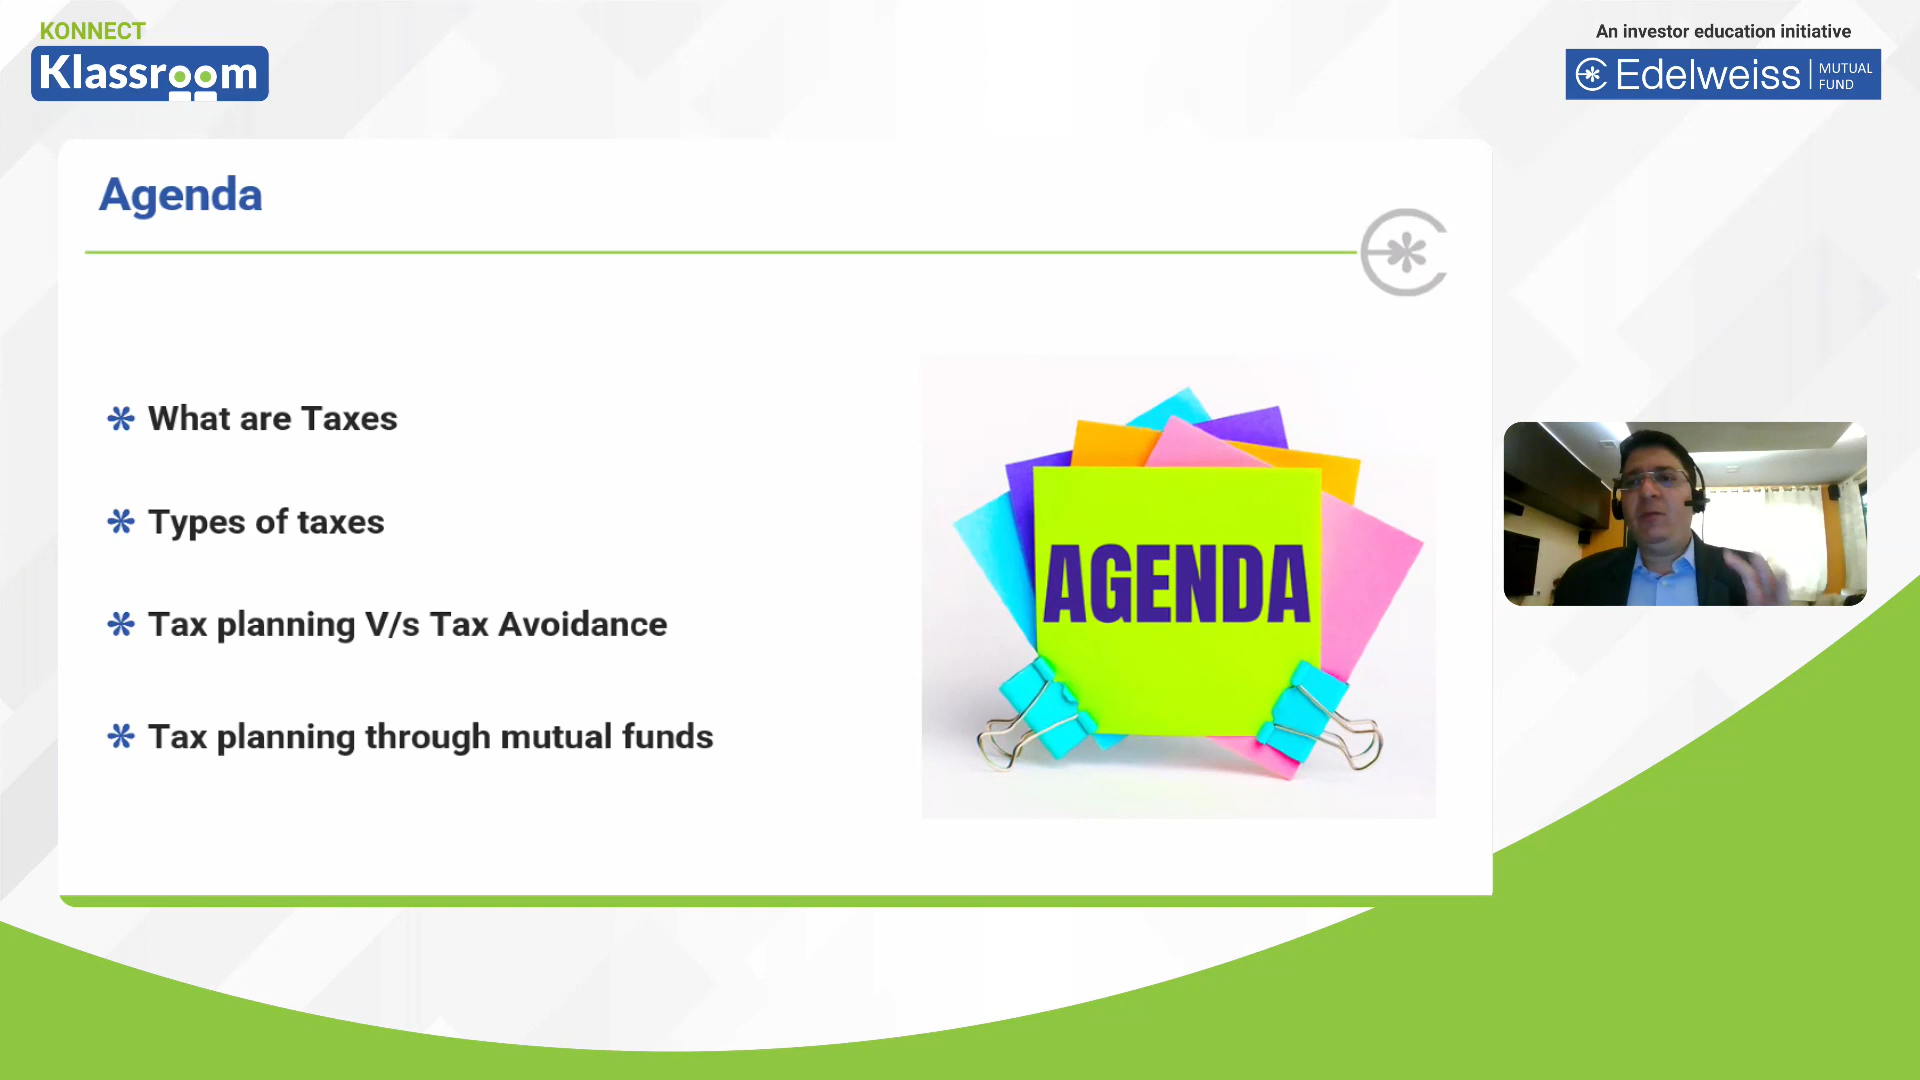 KONNECT
Klassroom
An investor education initiative
Edelweiss MUTUAL FUND
Agenda
What are Taxes
Types of taxes
Tax planning V/s Tax Avoidance
Tax planning through mutual funds
AGENDA